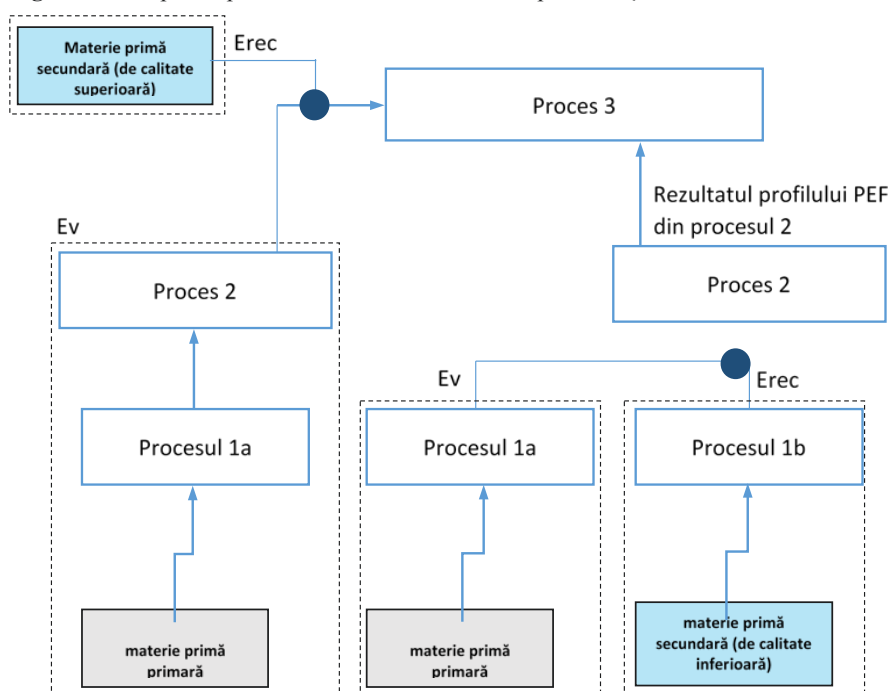 Materie primă
secundară (de calitate
superioară)
Erec
Proces 3
Rezultatul profilului PEF
din procesul 2
Ev
Proces 2
Proces 2
Ev
Erec
Procesul 1a
Procesul 1a
Procesul 1b
materie primă
primară
materie primă
primară
materie primă
secundară (de calitate
inferioară)